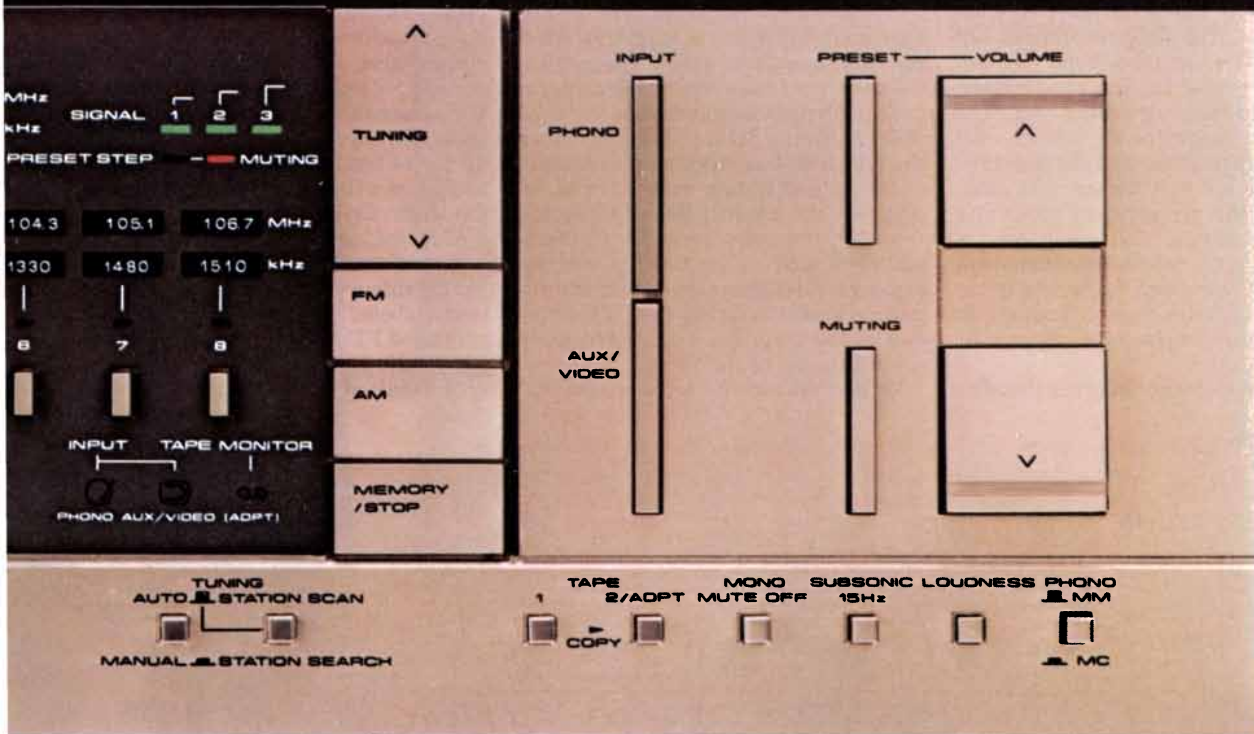 MHz
kHz
SIGNAL 1 2 3
PRESET STEP - MUTING
104.3 105.1 106.7 MHz
1330 1480 1510 kHz
6 7 8
INPUT TAPE MONITOR
PHONO AUX/VIDEO (ADPT)
TUNING
FM
AM
MEMORY
/STOP
INPUT
PHONO
AUX/
VIDEO
PRESET VOLUME
MUTING
TUNING
AUTO STATION SCAN
MANUAL STATION SEARCH
TAPE
1 2/ADPT
COPY
MONO
MUTE OFF
SUBSONIC
15Hz
LOUDNESS
PHONO
MM
MC